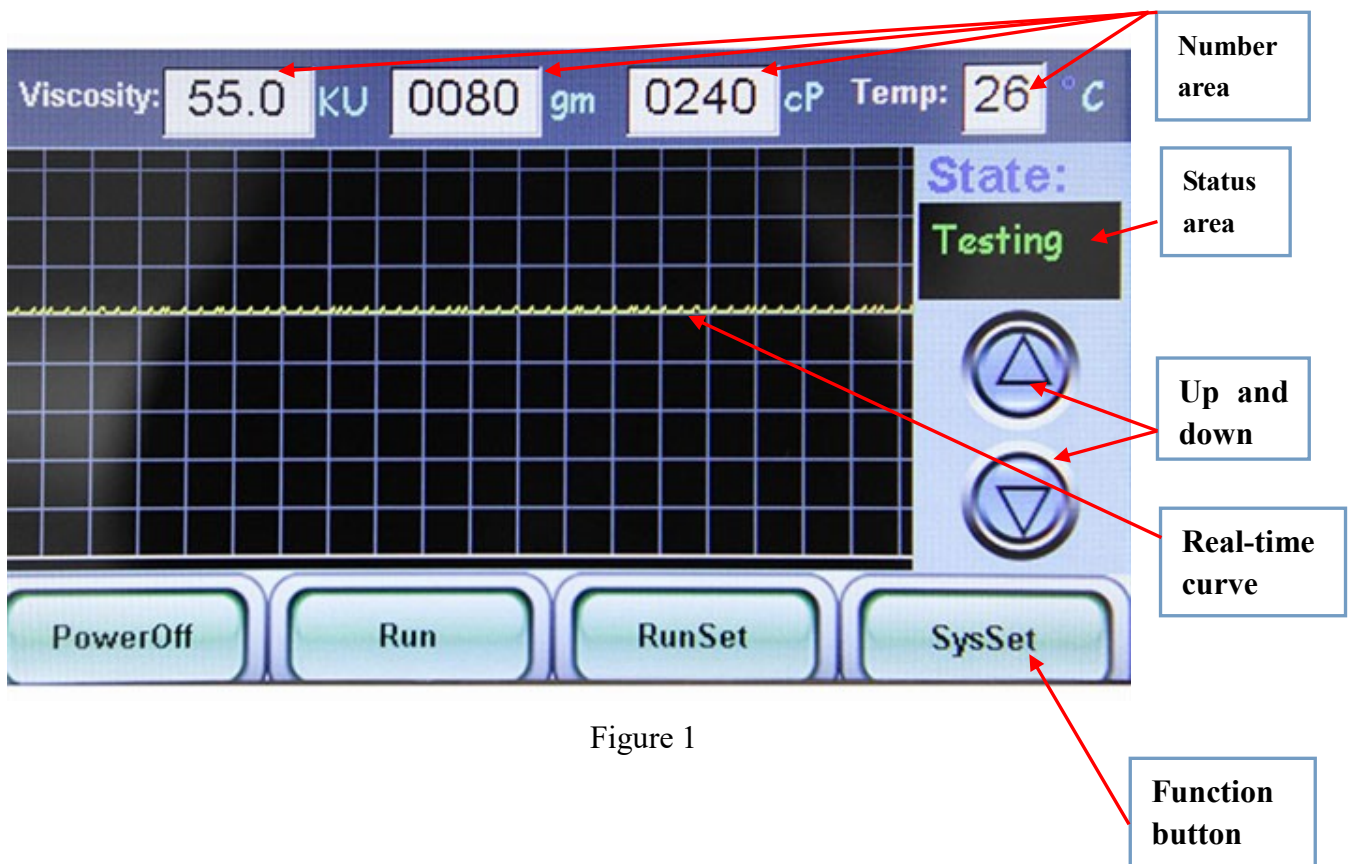 Number
area
Viscosity: 55.0 KU 0080 gm 0240 cP Temp: 26 °C
State:
Status
area
Testing
Up and
down
Real-time
curve
PowerOff Run RunSet SysSet
Figure 1
Function
button